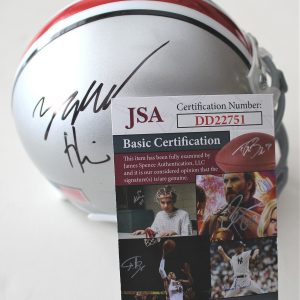 JSA
Certification Number:
DD22751
Basic Certification
This item has been fully examined by
James Spence Authentication, LLC
and it is our considered opinion that the
signature(s) is/are genuine.